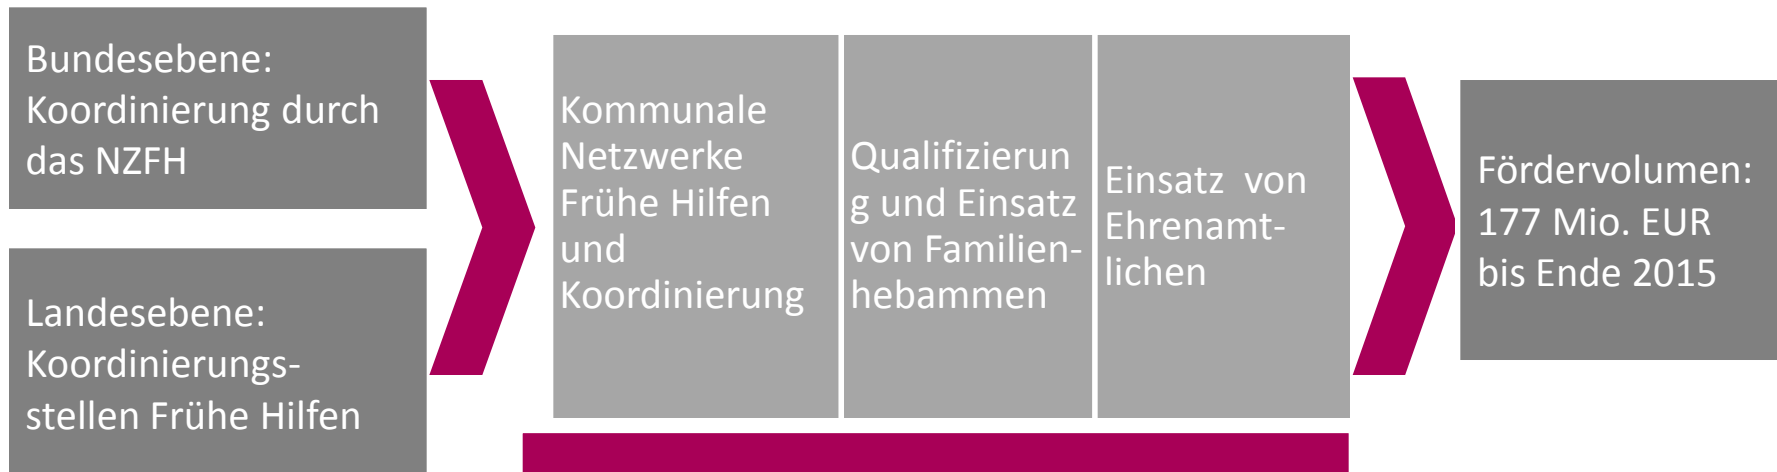 Bundesebene:
Koordinierung durch
das NZFH
Landesebene:
Koordinierungs-
stellen Frühe Hilfen
Kommunale
Netzwerke
Frühe Hilfen
und
Koordinierung
Qualifizierun
g und Einsatz
von Familien-
hebammen
Einsatz von
Ehrenamt-
lichen
Fördervolumen:
177 Mio. EUR
bis Ende 2015